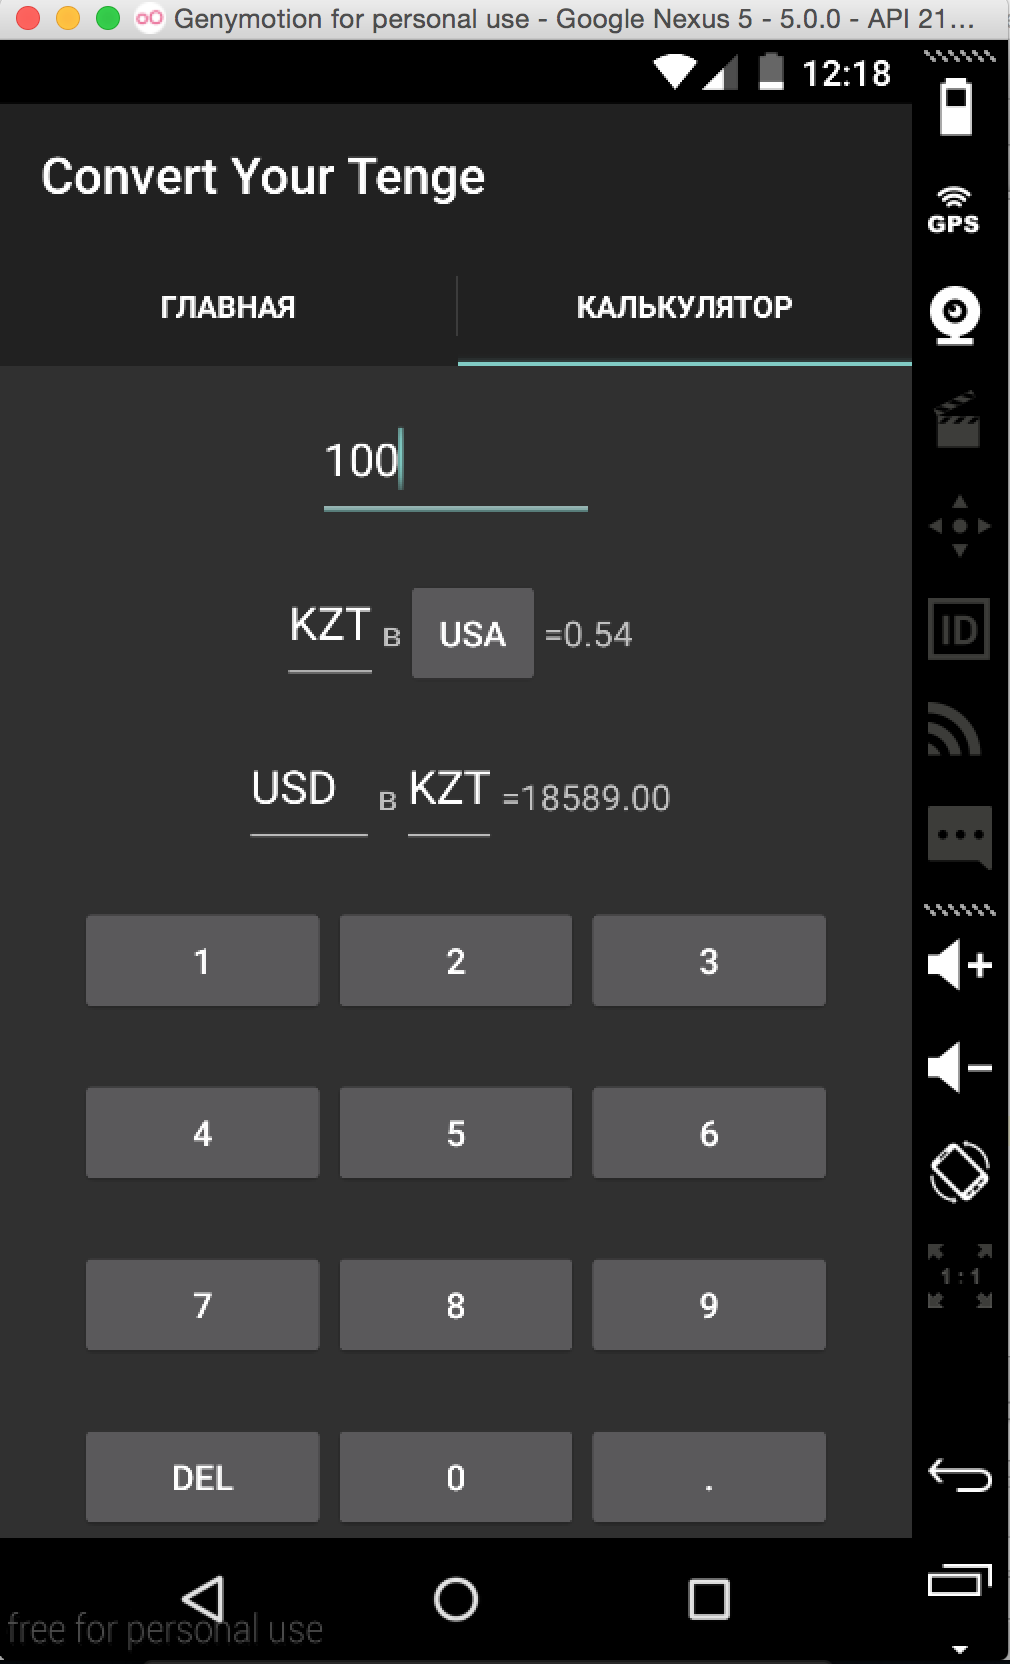 Genymotion for personal use - Google Nexus 5 - 5.0.0 - API 21...
12:18
GPS
Convert Your Tenge
ГЛАВНАЯ КАЛЬКУЛЯТОР
100
KZT в USA =0.54
ID
USD в KZT =18589.00
1 2 3
4 5 6
7 8 9
1 : 1
DEL 0 .
free for personal use